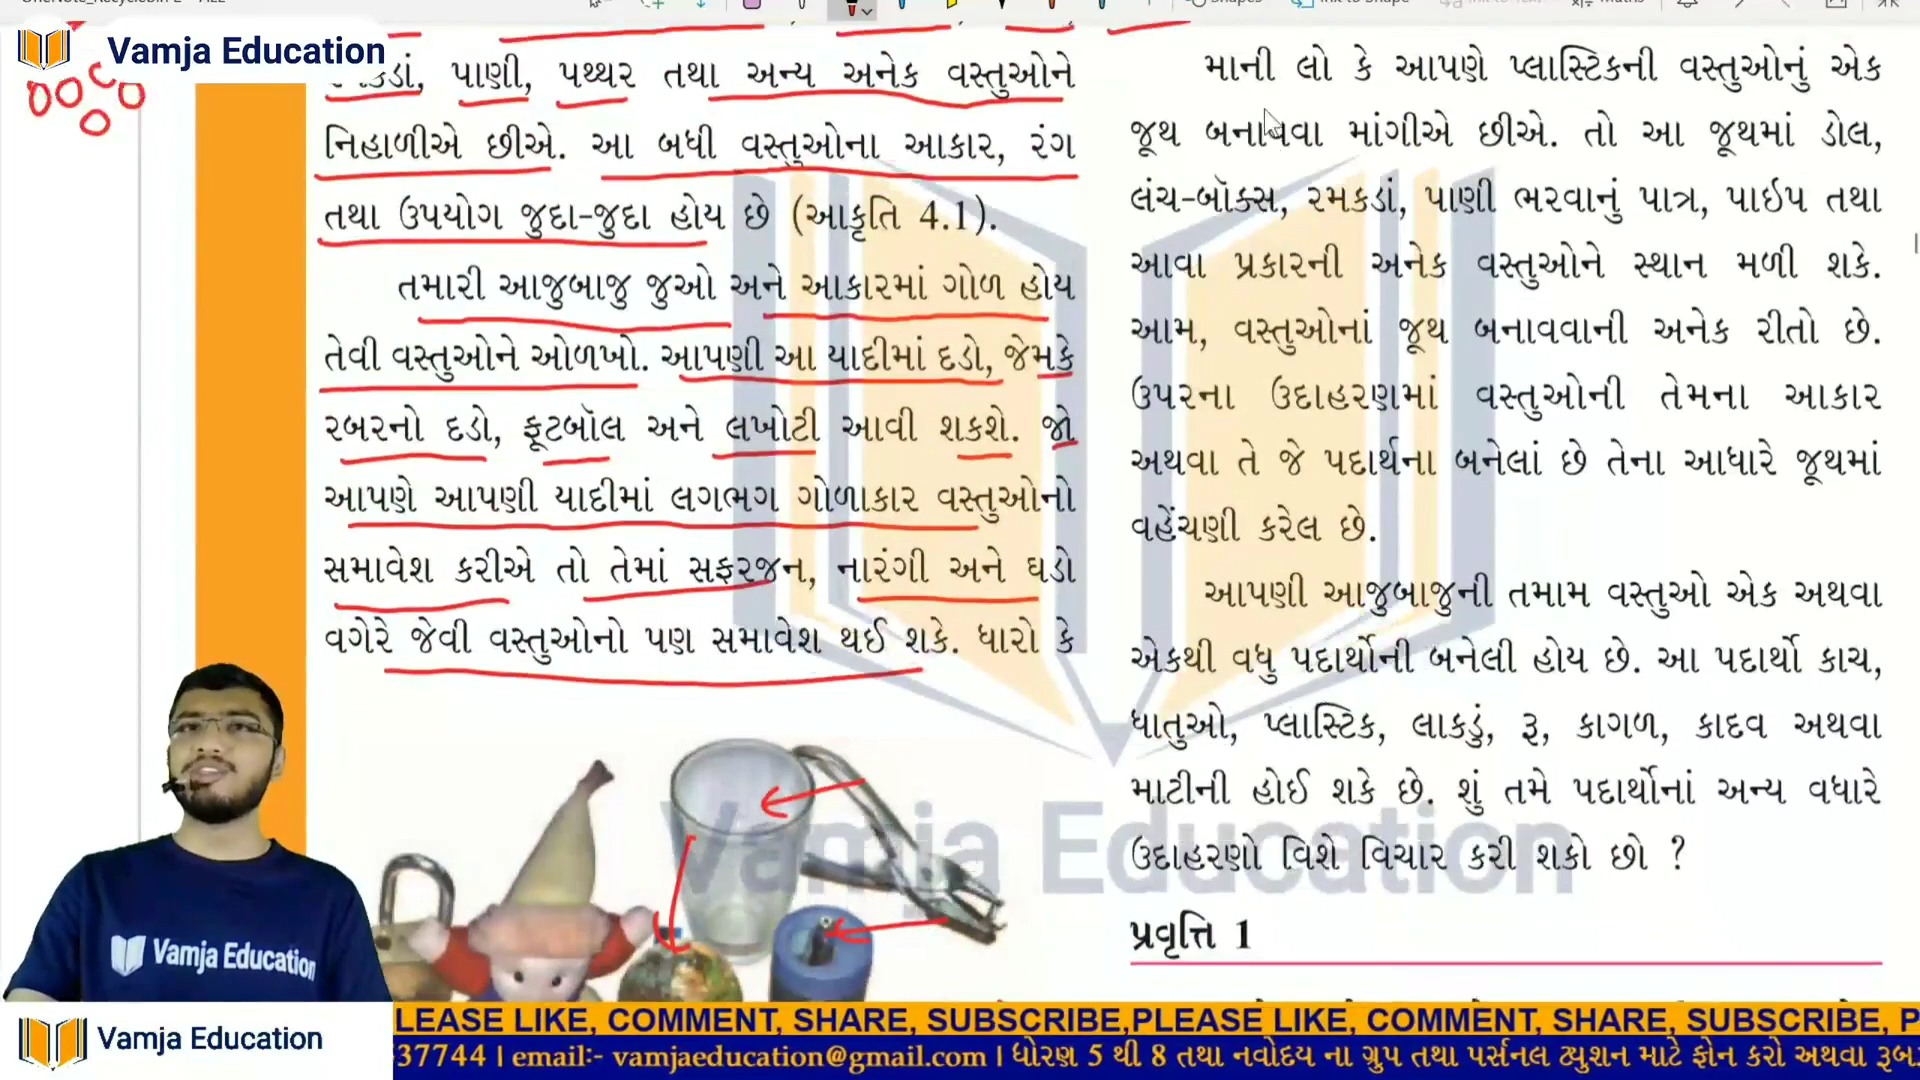 Vamja Education
પાણી, પથ્થર તથા અન્ય અનેક વસ્તુઓને
નિહાળીએ છીએ. આ બધી વસ્તુઓના આકાર, રંગ
તથા ઉપયોગ જુદા-જુદા હોય છે (આકૃતિ 4.1).
તમારી આજુબાજુ જુઓ અને આકારમાં ગોળ હોય
તેવી વસ્તુઓને ઓળખો. આપણી આ યાદીમાં દડો, જેમકે
રબરનો દડો, ફૂટબૉલ અને લખોટી આવી શકશે. જો
આપણે આપણી યાદીમાં લગભગ ગોળાકાર વસ્તુઓનો
સમાવેશ કરીએ તો તેમાં સફરજન, નારંગી અને ઘડો
વગેરે જેવી વસ્તુઓનો પણ સમાવેશ થઈ શકે. ધારો કે
માની લો કે આપણે પ્લાસ્ટિકની વસ્તુઓનું એક
જૂથ બનાવવા માંગીએ છીએ. તો આ જૂથમાં ડોલ,
લંચ-બૉક્સ, રમકડાં, પાણી ભરવાનું પાત્ર, પાઇપ તથા
આવા પ્રકારની અનેક વસ્તુઓને સ્થાન મળી શકે.
આમ, વસ્તુઓનાં જૂથ બનાવવાની અનેક રીતો છે.
ઉપરના ઉદાહરણમાં વસ્તુઓની તેમના આકાર
અથવા તે જે પદાર્થના બનેલાં છે તેના આધારે જૂથમાં
વહેંચણી કરેલ છે.
આપણી આજુબાજુની તમામ વસ્તુઓ એક અથવા
એકથી વધુ પદાર્થોની બનેલી હોય છે. આ પદાર્થો કાચ,
ધાતુઓ, પ્લાસ્ટિક, લાકડું, રૂ, કાગળ, કાદવ અથવા
માટીની હોઈ શકે છે. શું તમે પદાર્થોનાં અન્ય વધારે
ઉદાહરણો વિશે વિચાર કરી શકો છો ?
પ્રવૃત્તિ 1
Vamja Education
Vamja Education
Vamja Education
LEASE LIKE, COMMENT, SHARE, SUBSCRIBE,PLEASE LIKE, COMMENT, SHARE, SUBSCRIBE, P
37744 | email:- vamjaeducation@gmail.com | ધોરણ 5 થી 8 તથા નવોદય ના ગ્રુપ તથા પર્સનલ ટ્યુશન માટે ફોન કરો અથવા